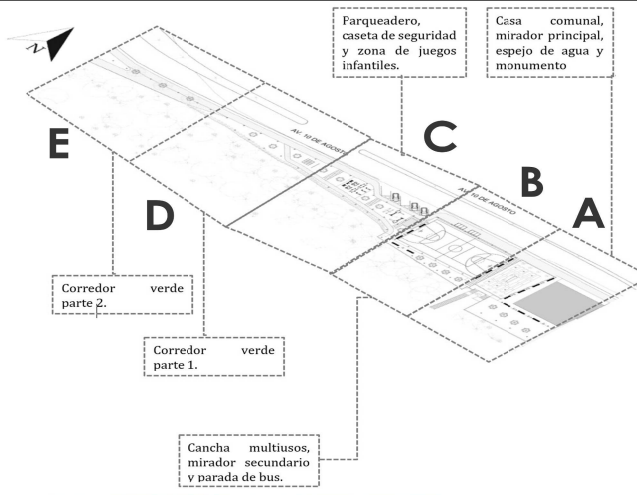 Parqueadero,
caseta de seguridad
y zona de juegos
infantiles.
Casa comunal,
mirador principal,
espejo de agua y
monumento
N
C
E
B
A
D
AV. 10 DE AGOSTO
AV. 10 DE AGOSTO
Corredor verde
parte 2.
Corredor verde
parte 1.
Cancha multiusos,
mirador secundario
y parada de bus.